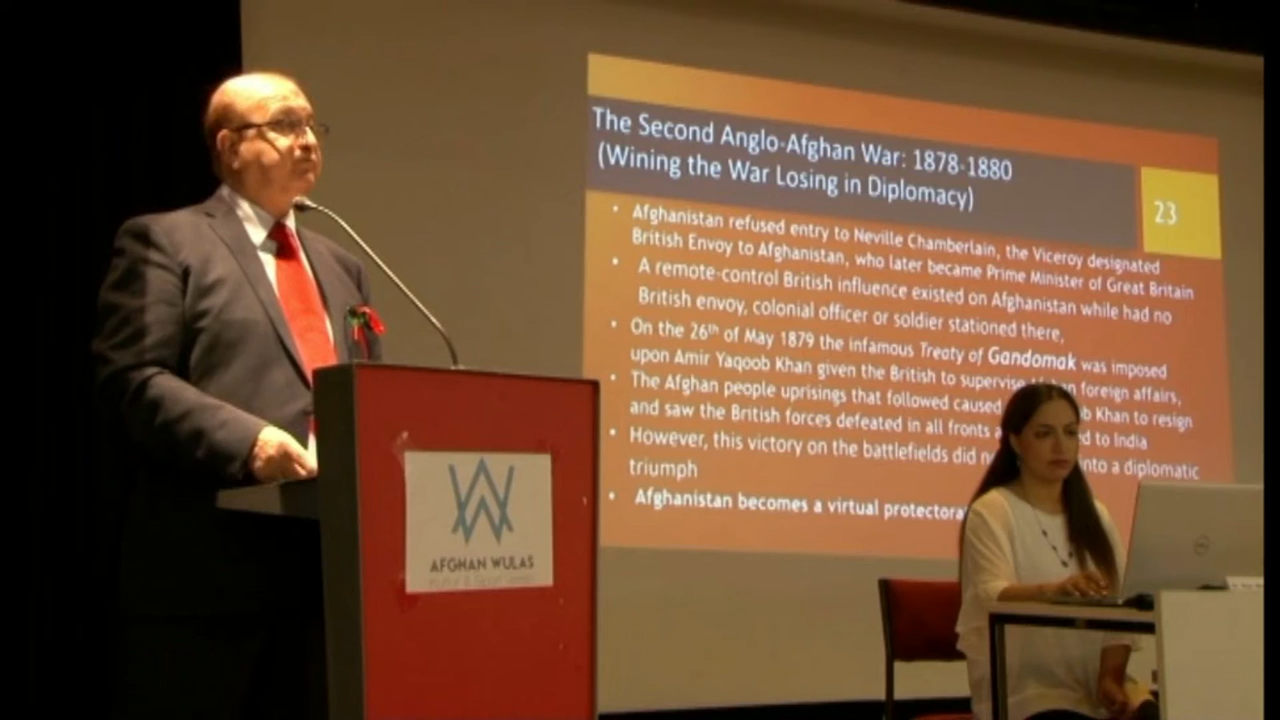 The Second Anglo-Afghan War: 1878-1880
(Wining the War Losing in Diplomacy)
23
• Afghanistan refused entry to Neville Chamberlain, the Viceroy designated
British Envoy to Afghanistan, who later became Prime Minister of Great Britain
• A remote-control British influence existed on Afghanistan while had no
British envoy, colonial officer or soldier stationed there,
• On the 26th of May 1879 the infamous Treaty of Gandomak was imposed
upon Amir Yaqoob Khan given the British to supervise foreign affairs,
• The Afghan people uprisings that followed caused Khan to resign
and saw the British forces defeated in all fronts to India
• However, this victory on the battlefields did into a diplomatic
triumph
• Afghanistan becomes a virtual
AFGHAN WULAS